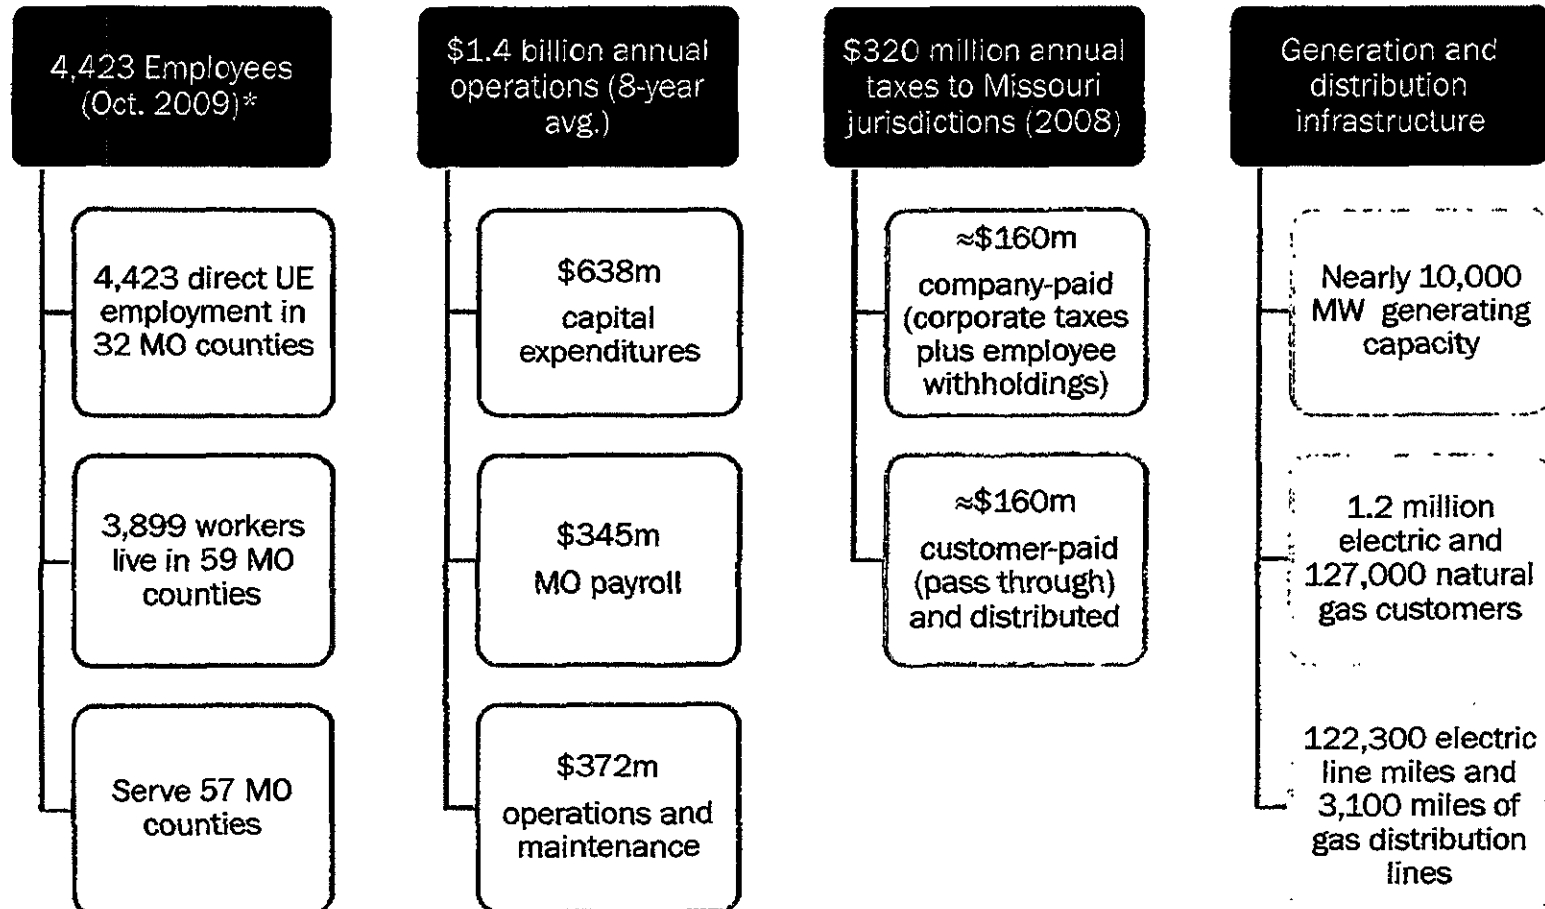 4,423 Employees
(Oct. 2009)*
4,423 direct UE
employment in
32 MO counties
3,899 workers
live in 59 MO
counties
Serve 57 MO
counties
$1.4 billion annual
operations (8-year
avg.)
$638m
capital
expenditures
$345m
MO payroll
$372m
operations and
maintenance
$320 million annual
taxes to Missouri
jurisdictions (2008)
≈$160m
company-paid
(corporate taxes
plus employee
withholdings)
≈$160m
customer-paid
(pass through)
and distributed
Generation and
distribution
infrastructure
Nearly 10,000
MW generating
capacity
1.2 million
electric and
127,000 natural
gas customers
122,300 electric
line miles and
3,100 miles of
gas distribution
lines